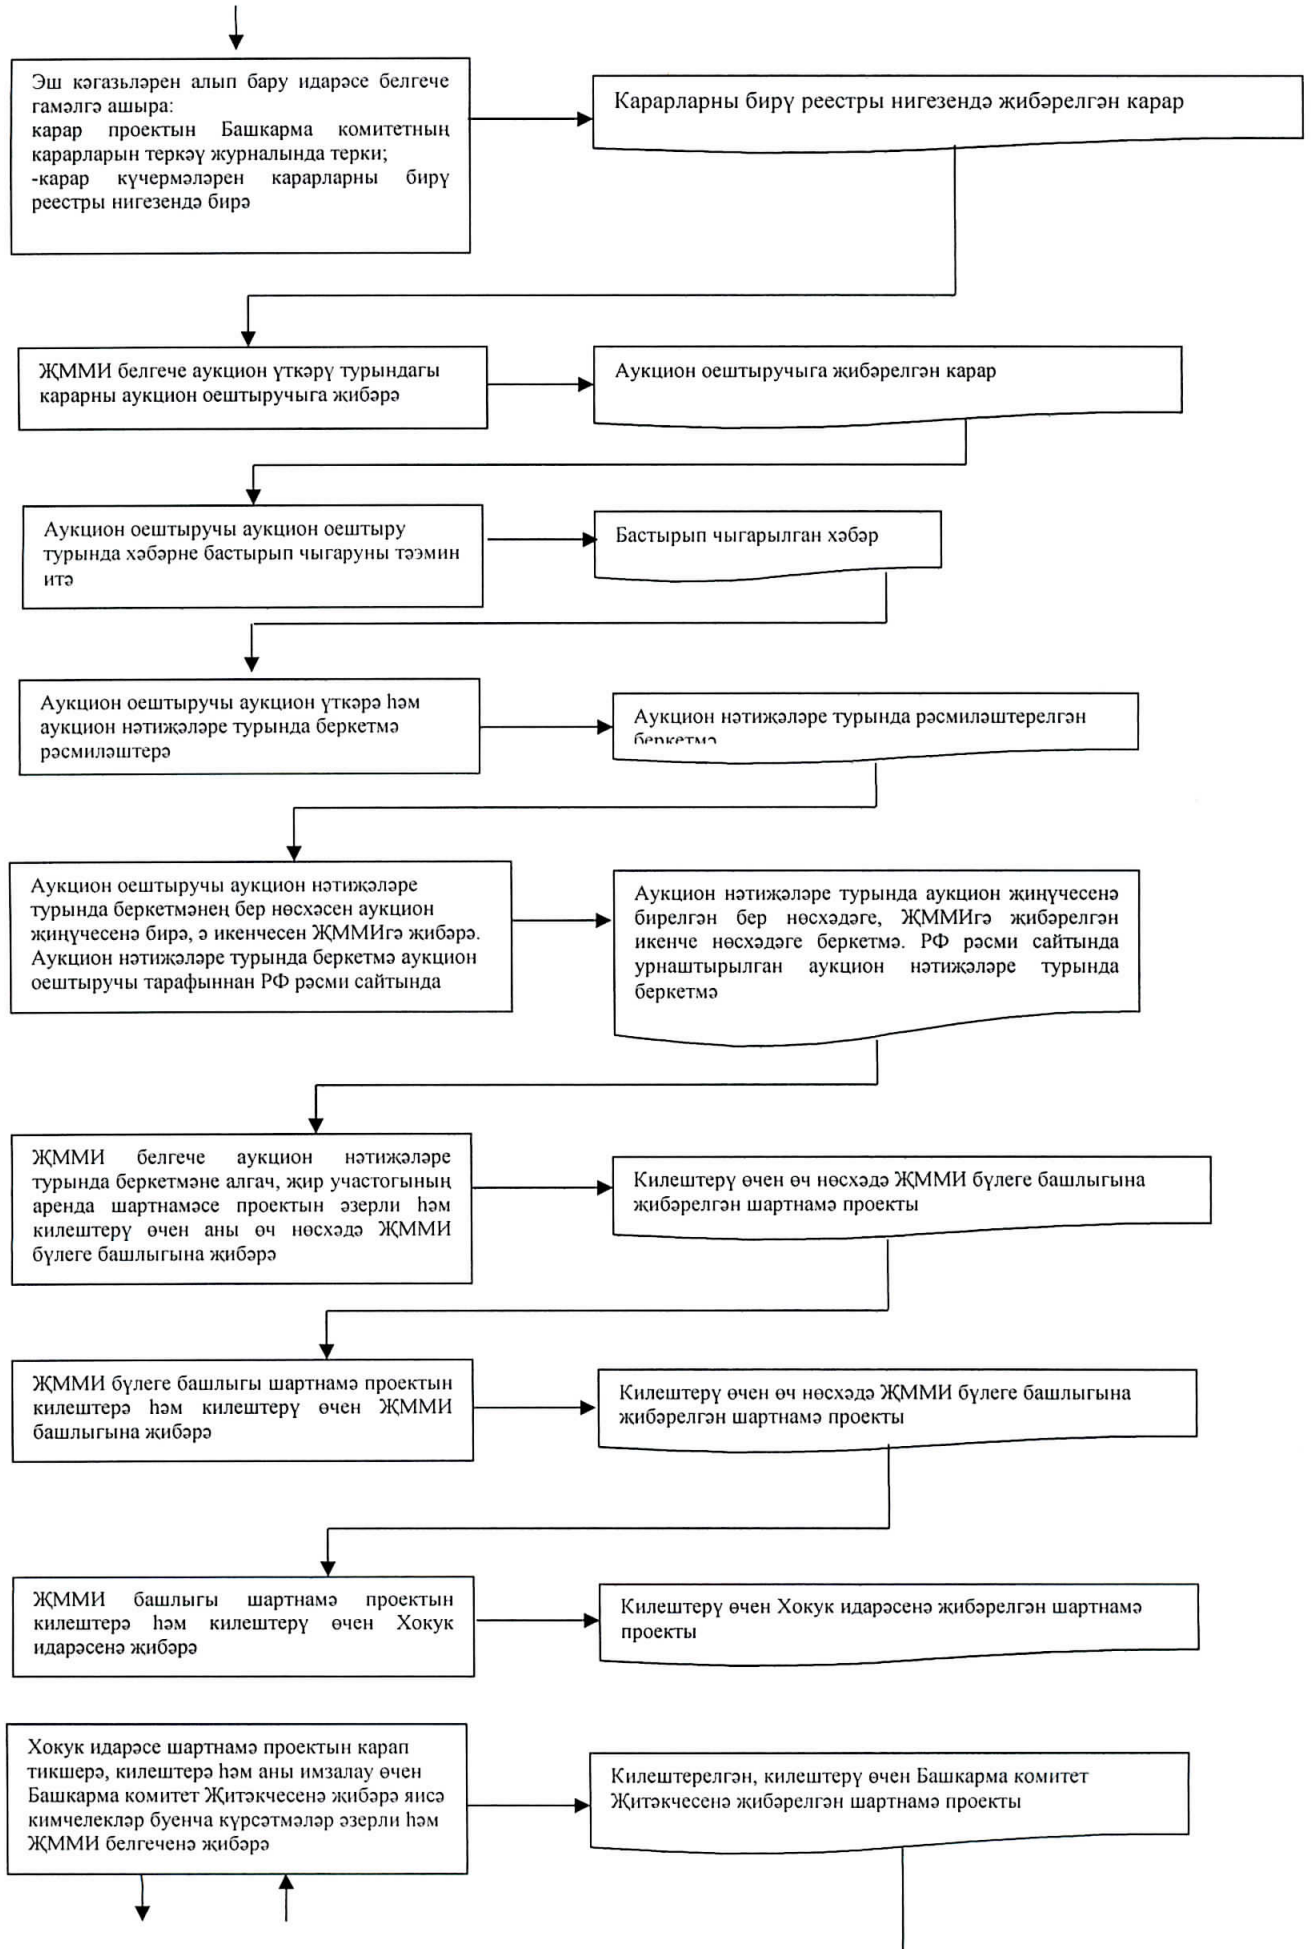 Эш кәгазьләрен алып бару идарәсе белгече
гамәлгә ашыра:
карар проектын Башкарма комитетның
карарларын теркәү журналында терки;
-карар күчермәләрен карарларны бирү
реестры нигезендә бирә
Карарларны бирү реестры нигезендә җибәрелгән карар
ҖММИ белгече аукцион үткәрү турындагы
карарны аукцион оештыручыга җибәрә
Аукцион оештыручыга җибәрелгән карар
Аукцион оештыручы аукцион оештыру
турында хәбәрне бастырып чыгаруны тәэмин
итә
Бастырып чыгарылган хәбәр
Аукцион оештыручы аукцион үткәрә һәм
аукцион нәтиҗәләре турында беркетмә
рәсмиләштерә
Аукцион нәтиҗәләре турында рәсмиләштерелгән
беркетмә
Аукцион оештыручы аукцион нәтиҗәләре
турында беркетмәнең бер нөсхәсен аукцион
җиңүчесенә бирә, ә икенчесен ҖММИгә җибәрә.
Аукцион нәтиҗәләре турында беркетмә аукцион
оештыручы тарафыннан РФ рәсми сайтында
Аукцион нәтиҗәләре турында аукцион җиңүчесенә
бирелгән бер нөсхәдәге, ҖММИгә җибәрелгән
икенче нөсхәдәге беркетмә. РФ рәсми сайтында
урнаштырылган аукцион нәтиҗәләре турында
беркетмә
ҖММИ белгече аукцион нәтиҗәләре
турында беркетмәне алгач, җир участогының
аренда шартнамәсе проектын әзерли һәм
килештерү өчен аны өч нөсхәдә ҖММИ
бүлеге башлыгына җибәрә
Килештерү өчен өч нөсхәдә ҖММИ бүлеге башлыгына
җибәрелгән шартнамә проекты
ҖММИ бүлеге башлыгы шартнамә проектын
килештерә һәм килештерү өчен ҖММИ
башлыгына җибәрә
Килештерү өчен өч нөсхәдә ҖММИ бүлеге башлыгына
җибәрелгән шартнамә проекты
ҖММИ башлыгы шартнамә проектын
килештерә һәм килештерү өчен Хокук
идарәсенә җибәрә
Килештерү өчен Хокук идарәсенә җибәрелгән шартнамә
проекты
Хокук идарәсе шартнамә проектын карап
тикшерә, килештерә һәм аны имзалау өчен
Башкарма комитет Җитәкчесенә җибәрә яисә
кимчелекләр буенча күрсәтмәләр әзерли һәм
ҖММИ белгеченә җибәрә
Килештерелгән, килештерү өчен Башкарма комитет
Җитәкчесенә җибәрелгән шартнамә проекты